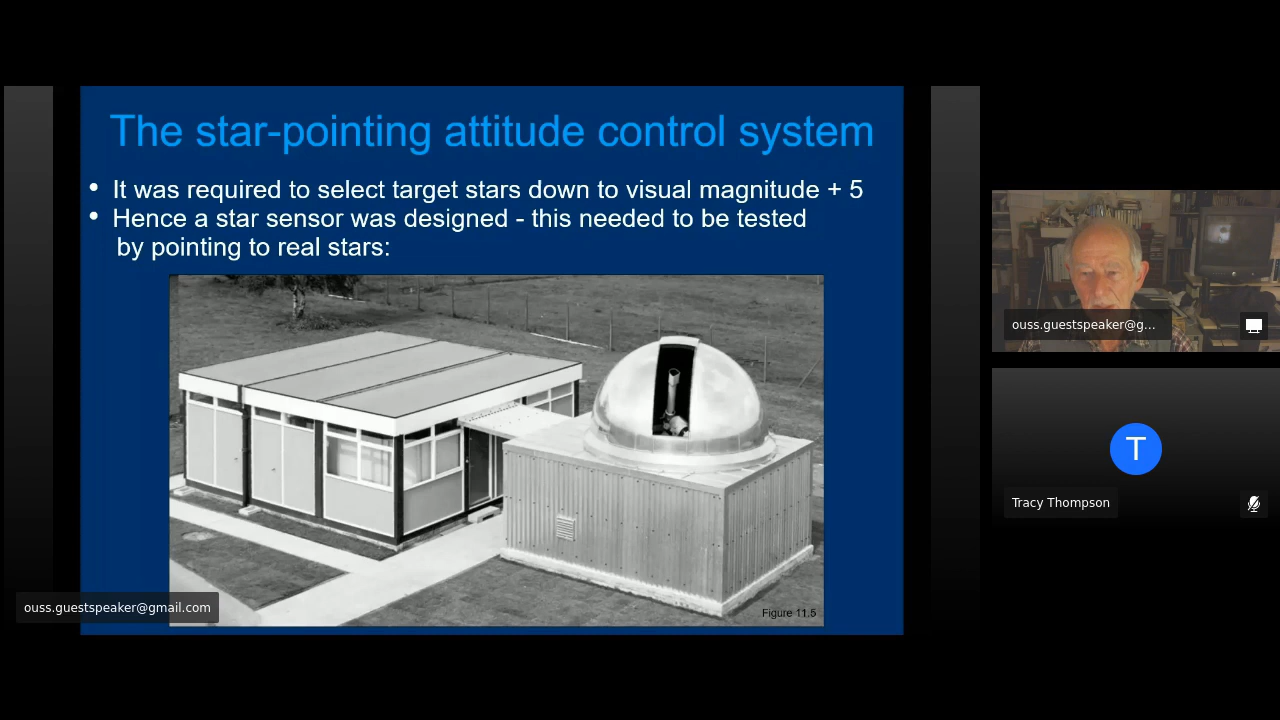 The star-pointing attitude control system
• It was required to select target stars down to visual magnitude + 5
• Hence a star sensor was designed - this needed to be tested
by pointing to real stars:
Figure 11.5
ouss.guestspeaker@gmail.com
ouss.guestspeaker@g...
T
Tracy Thompson